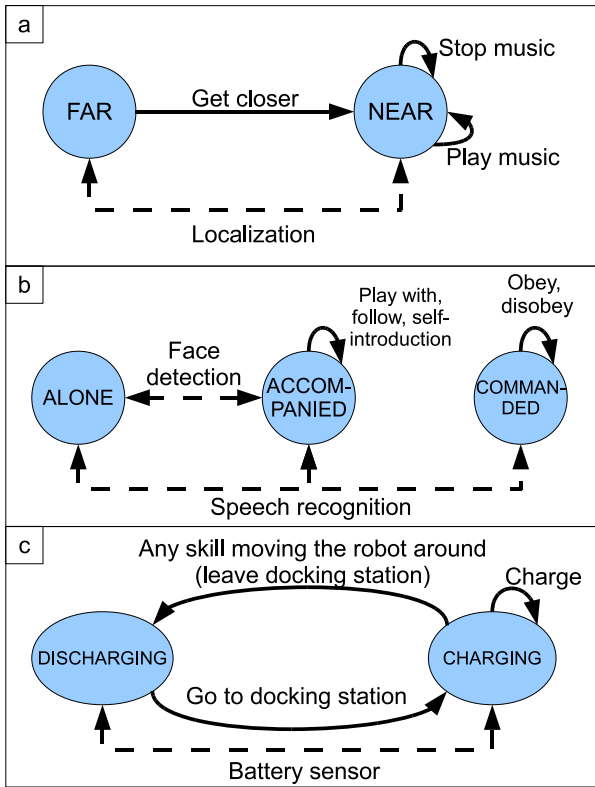 a
Stop music
FAR
Get closer
NEAR
Play music
Localization
b
Play with,
follow, self-
introduction
Obey,
disobey
Face
detection
ALONE
ACCOM-
PANIED
COMMAN-
DED
Speech recognition
c
Any skill moving the robot around
(leave docking station)
Charge
DISCHARGING
CHARGING
Go to docking station
Battery sensor